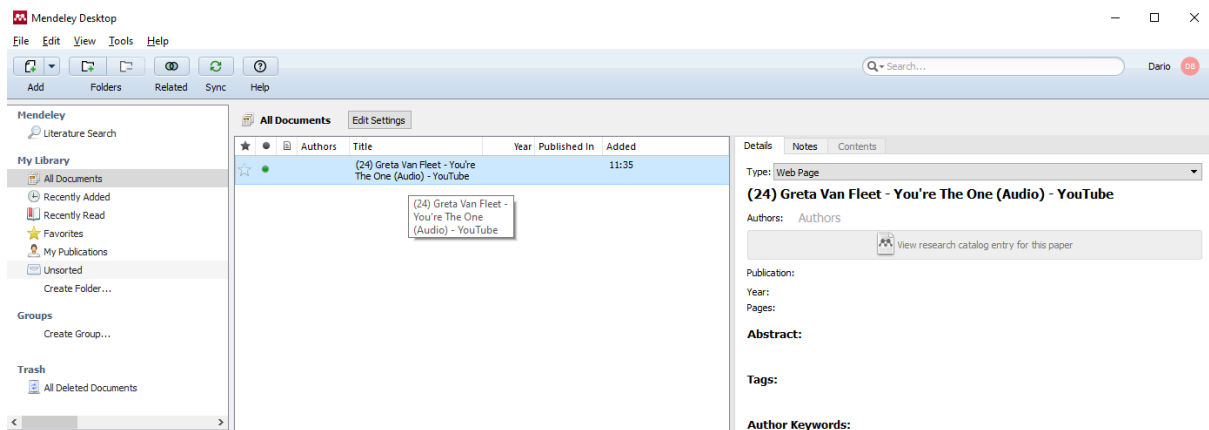 Mendeley Desktop
File Edit View Tools Help
Search...
Dario DB
Add Folders Related Sync Help
Mendeley
Literature Search
My Library
All Documents
Recently Added
Recently Read
Favorites
My Publications
Unsorted
Create Folder...
Groups
Create Group...
Trash
All Deleted Documents
All Documents Edit Settings
Authors Title Year Published In Added
(24) Greta Van Fleet - You're 11:35
The One (Audio) - YouTube
(24) Greta Van Fleet -
You're The One
(Audio) - YouTube
Details Notes Contents
Type: Web Page
(24) Greta Van Fleet - You're The One (Audio) - YouTube
Authors: Authors
View research catalog entry for this paper
Publication:
Year:
Pages:
Abstract:
Tags:
Author Keywords: